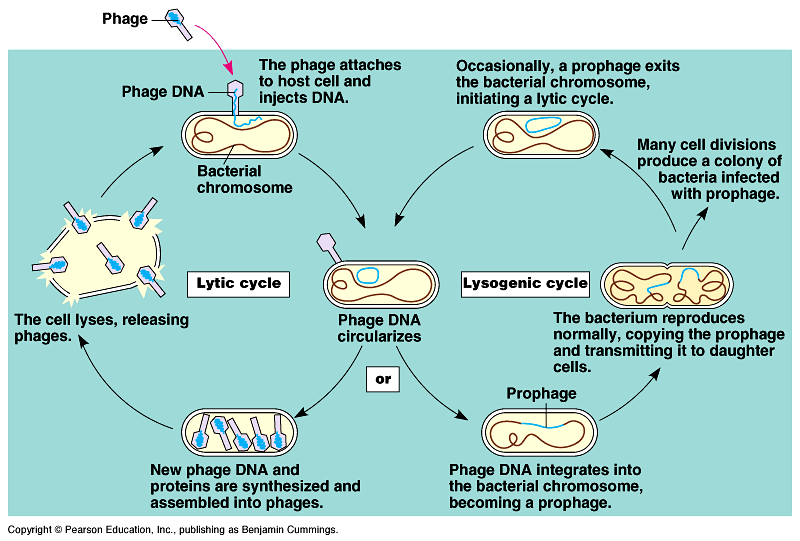 Phage
The phage attaches
to host cell and
injects DNA.
Phage DNA
Bacterial
chromosome
Occasionally, a prophage exits
the bacterial chromosome,
initiating a lytic cycle.
Many cell divisions
produce a colony of
bacteria infected
with prophage.
Lytic cycle
Lysogenic cycle
The cell lyses, releasing
phages.
Phage DNA
circularizes
The bacterium reproduces
normally, copying the prophage
and transmitting it to daughter
cells.
or
Prophage
New phage DNA and
proteins are synthesized and
assembled into phages.
Phage DNA integrates into
the bacterial chromosome,
becoming a prophage.
Copyright © Pearson Education, Inc., publishing as Benjamin Cummings.